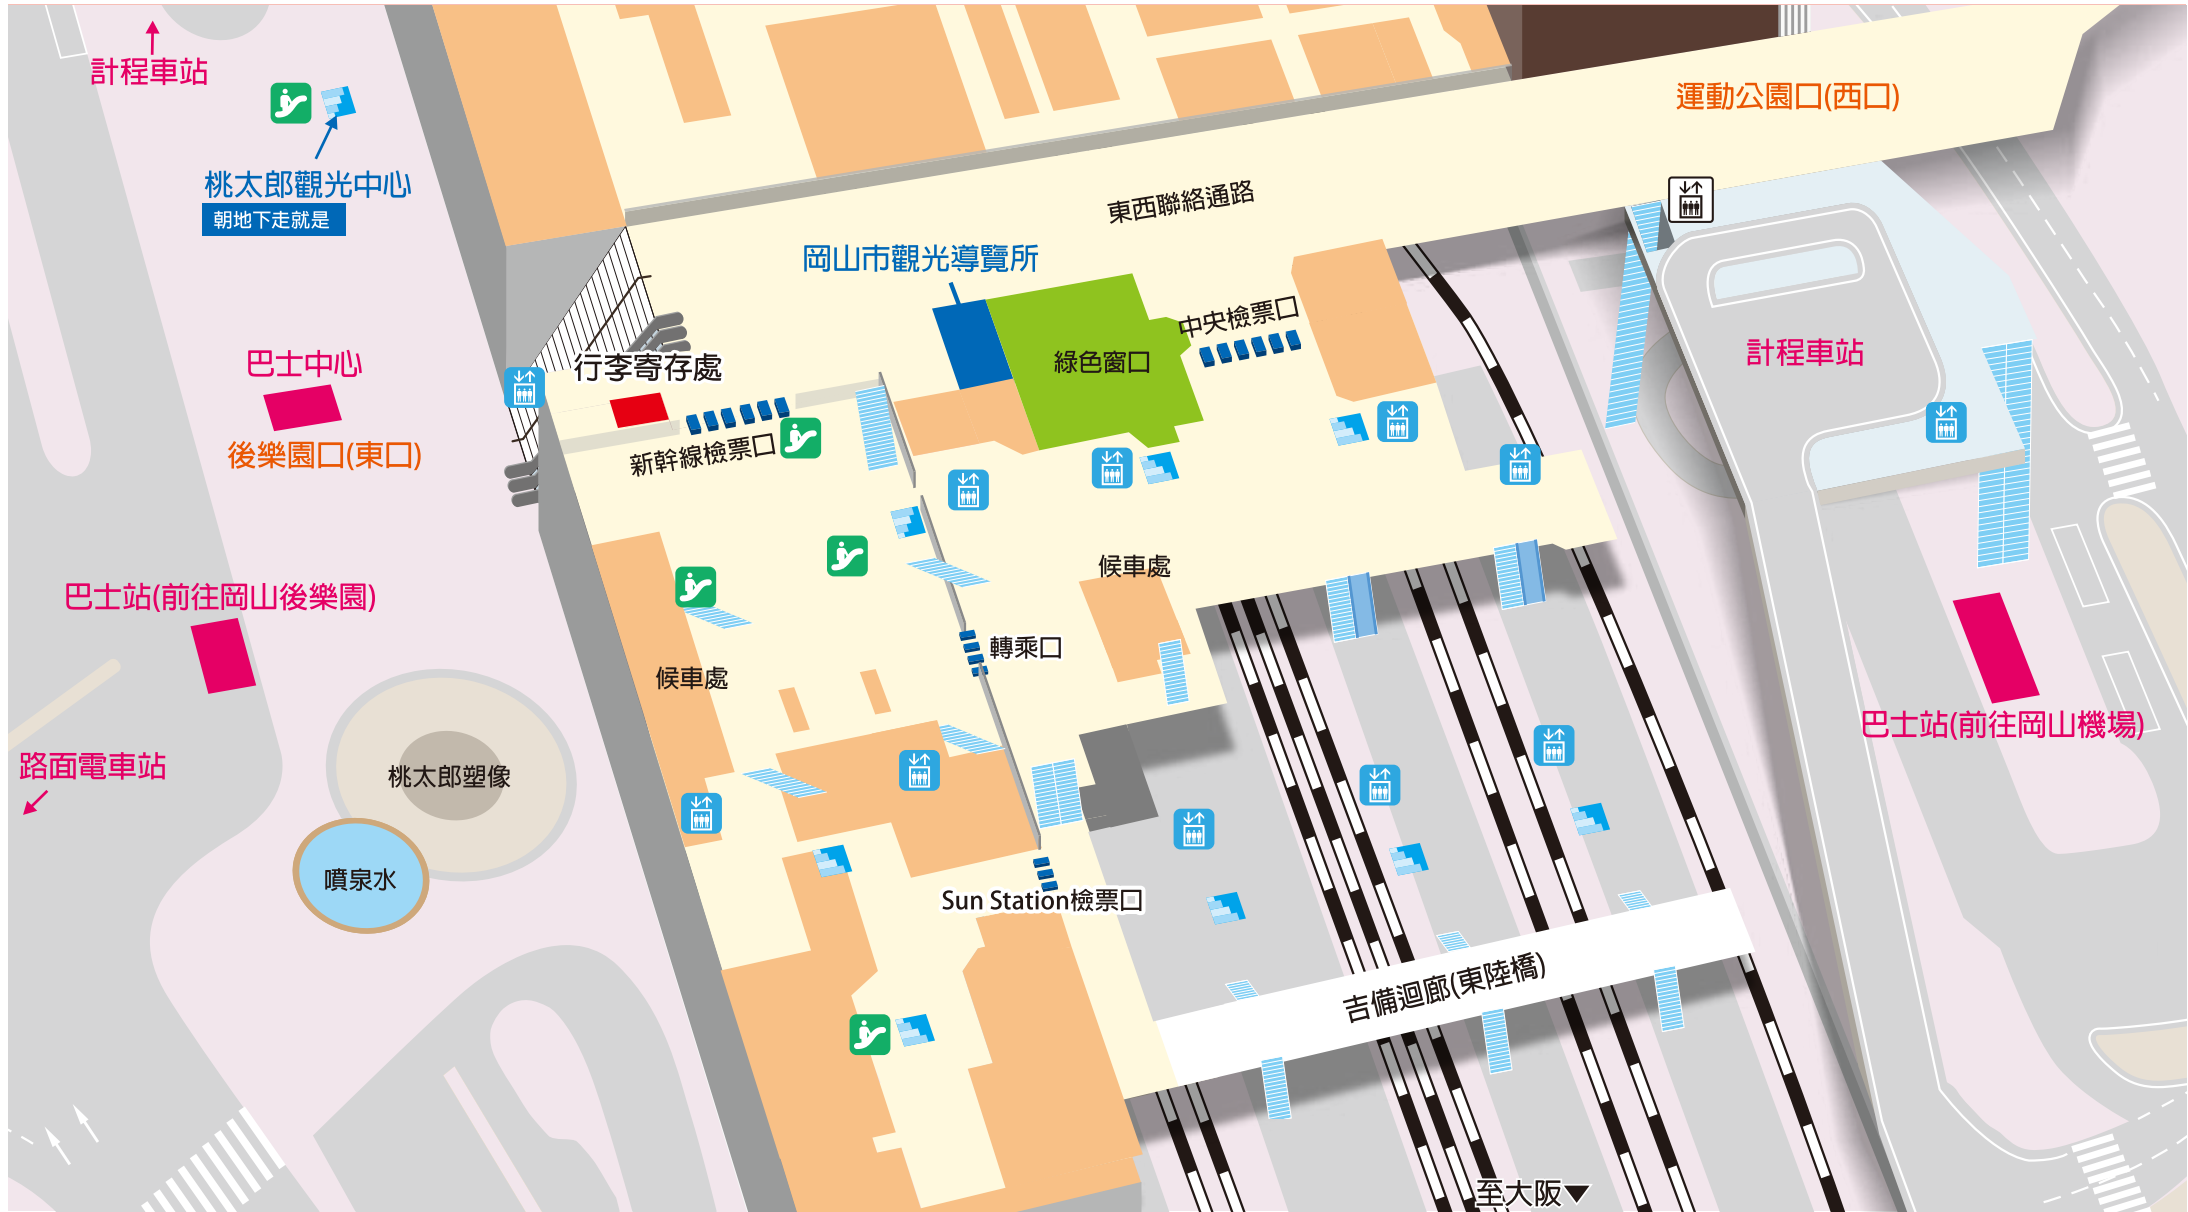 計程車站
運動公園口(西口)
桃太郎觀光中心
朝地下走就是
東西聯絡通路
岡山市觀光導覽所
中央檢票口
綠色窗口
計程車站
巴士中心
行李寄存處
後樂園口(東口)
新幹線檢票口
候車處
巴士站(前往岡山後樂園)
轉乘口
候車處
巴士站(前往岡山機場)
路面電車站
桃太郎塑像
噴泉水
Sun Station檢票口
吉備迴廊(東陸橋)
至大阪▼